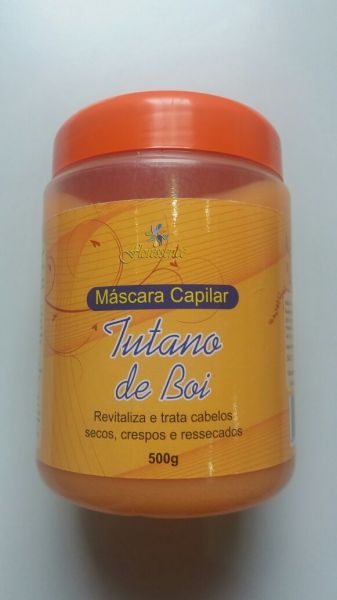 Máscara Capilar
Tutano
de Boi
Revitaliza e trata cabelos
secos, crespos e ressecados
500g